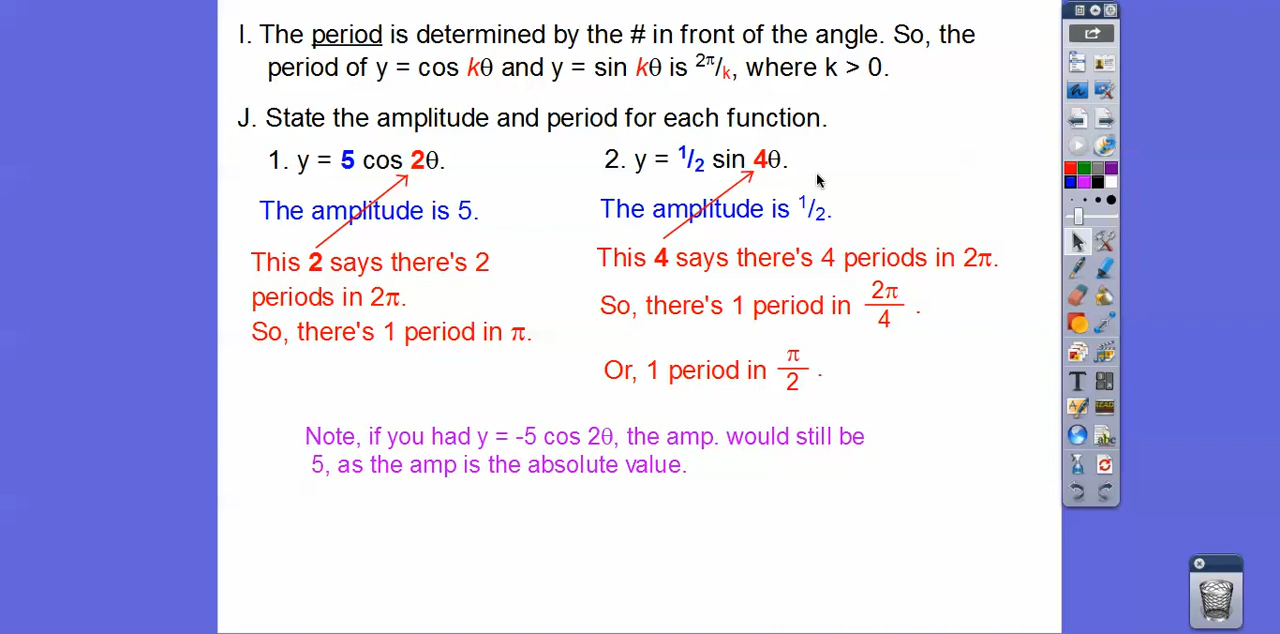 I. The period is determined by the # in front of the angle. So, the
period of y = cos kθ and y = sin kθ is 2π/k, where k > 0.
J. State the amplitude and period for each function.
1. y = 5 cos 2θ.
2. y = 1/2 sin 4θ.
The amplitude is 5.
The amplitude is 1/2.
This 2 says there's 2
periods in 2π.
So, there's 1 period in π.
This 4 says there's 4 periods in 2π.
So, there's 1 period in 2π/4 .
Or, 1 period in π/2 .
Note, if you had y = -5 cos 2θ, the amp. would still be
5, as the amp is the absolute value.